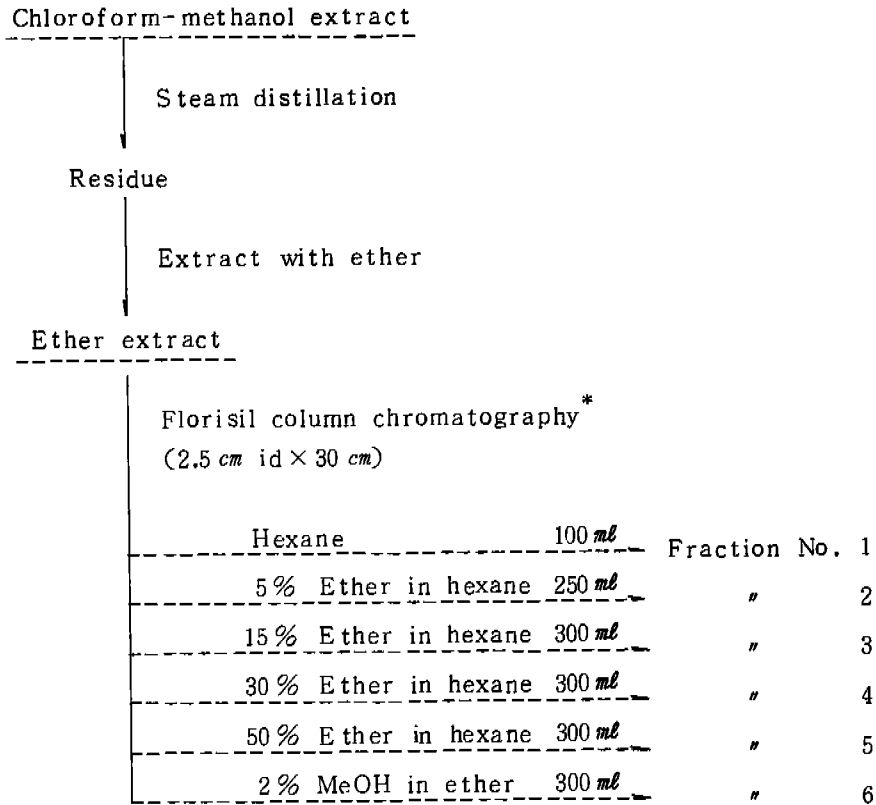 Chloroform-methanol extract
Steam distillation
Residue
Extract with ether
Ether extract
Florisil column chromatography*
(2.5 cm id × 30 cm)
Hexane 100 ml Fraction No. 1
5% Ether in hexane 250 ml 〃 2
15% Ether in hexane 300 ml 〃 3
30% Ether in hexane 300 ml 〃 4
50% Ether in hexane 300 ml 〃 5
2% MeOH in ether 300 ml 〃 6